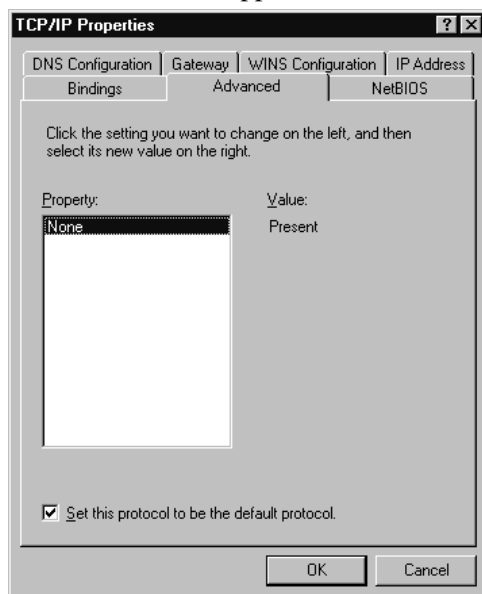 TCP/IP Properties
? X
DNS Configuration Gateway WINS Configuration IP Address
Bindings Advanced NetBIOS
Click the setting you want to change on the left, and then
select its new value on the right.
Property: Value:
None Present
Set this protocol to be the default protocol.
OK Cancel